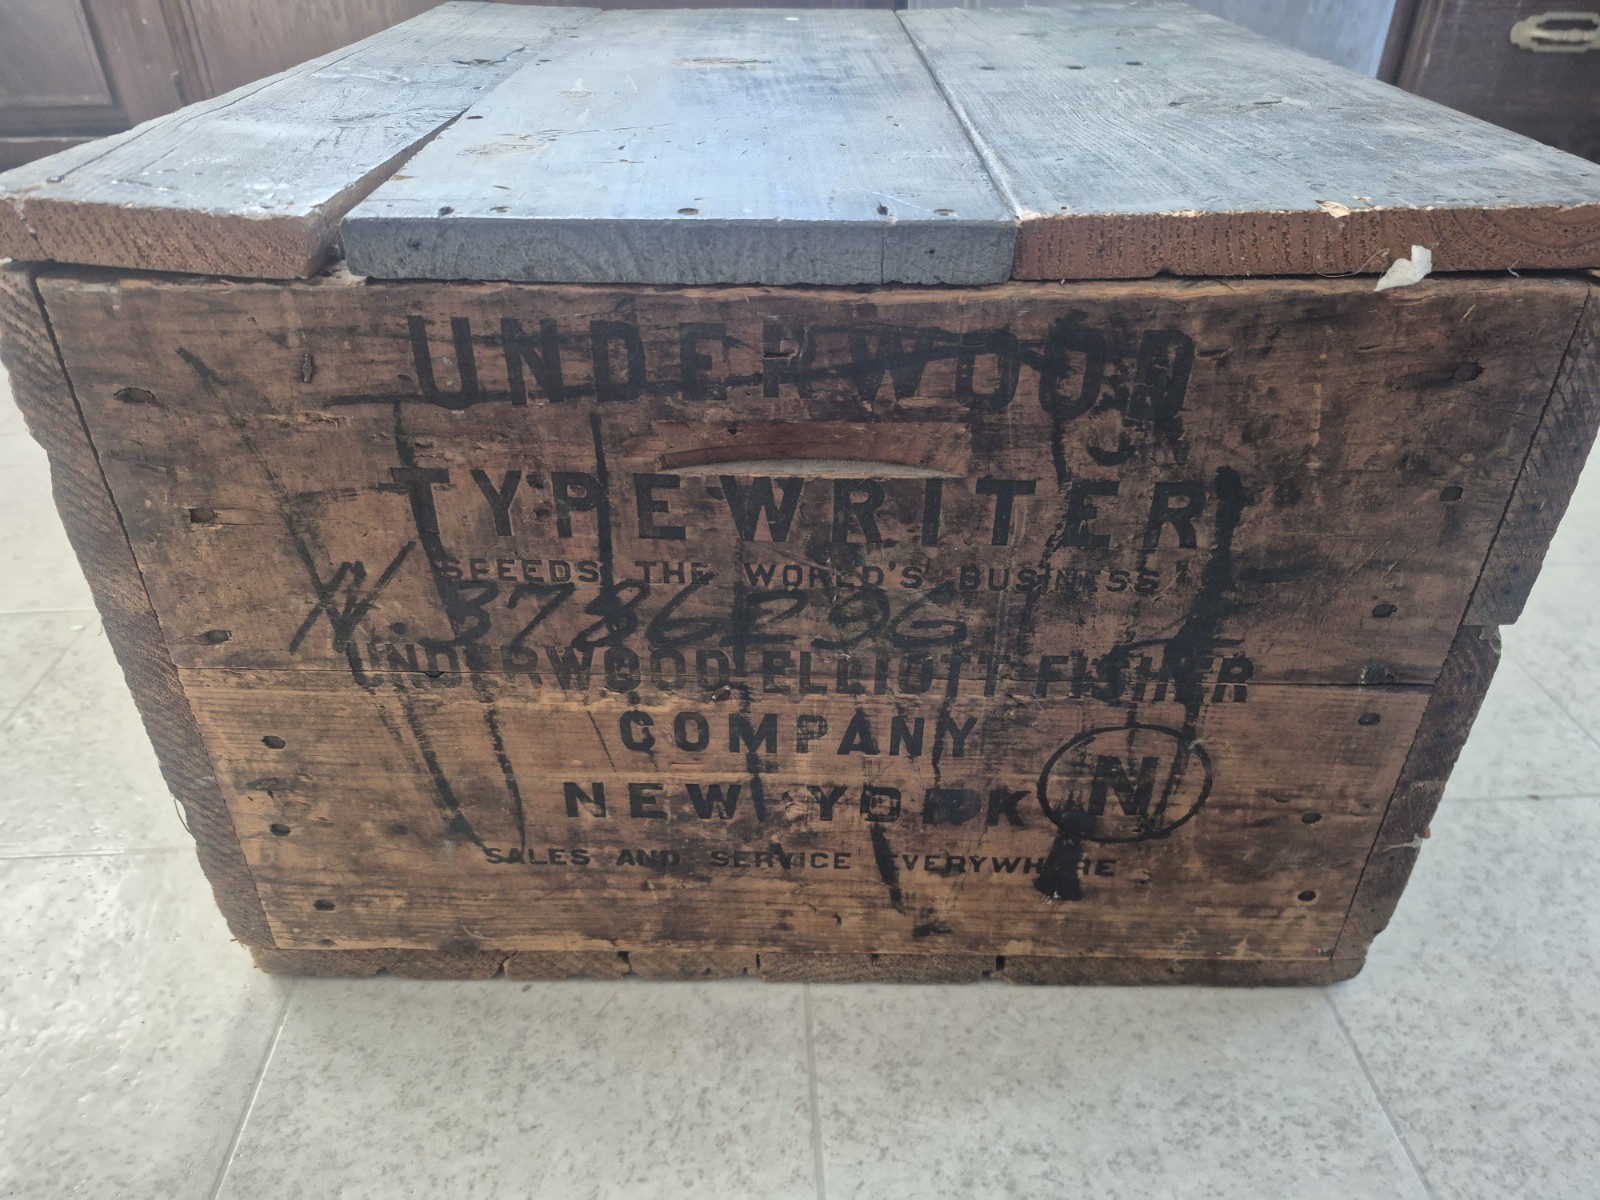 UNDERWOOD
TYPEWRITER
SPEEDS THE WORLD'S BUSINESS
N. 3786296
UNDERWOOD ELLIOTT FISHER
COMPANY
NEW YORK N
SALES AND SERVICE EVERYWHERE